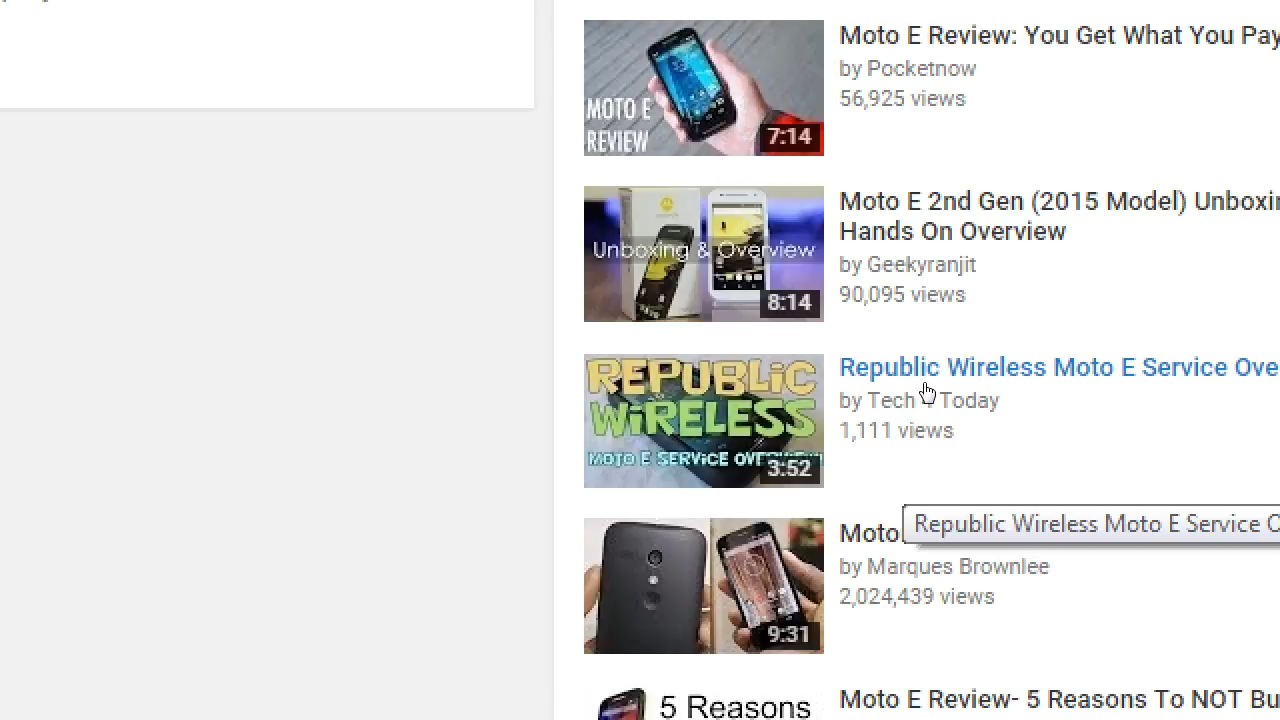 Moto E Review: You Get What You Pay
by Pocketnow
56,925 views
MOTO E
REVIEW
7:14
Moto E 2nd Gen (2015 Model) Unboxin
Hands On Overview
by Geekyranjit
90,095 views
Unboxing & Overview
8:14
Republic Wireless Moto E Service Ove
by Tech Today
1,111 views
REPUBLIC
WIRELESS
MOTO E SERVICE OVERVIEW
3:52
Republic Wireless Moto E Service O
Moto
by Marques Brownlee
2,024,439 views
9:31
Moto E Review- 5 Reasons To NOT Bu
5 Reasons